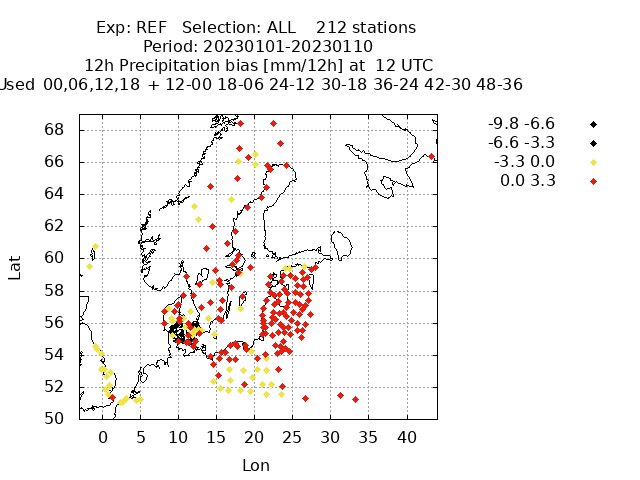 Exp: REF Selection: ALL 212 stations
Period: 20230101-20230110
12h Precipitation bias [mm/12h] at 12 UTC
00,06,12,18 + 12-00 18-06 24-12 30-18 36-24 42-30 48-36
-9.8 -6.6
-6.6 -3.3
-3.3 0.0
0.0 3.3
68
66
64
62
60
58
56
54
52
50
Lat
0 5 10 15 20 25 30 35 40
Lon